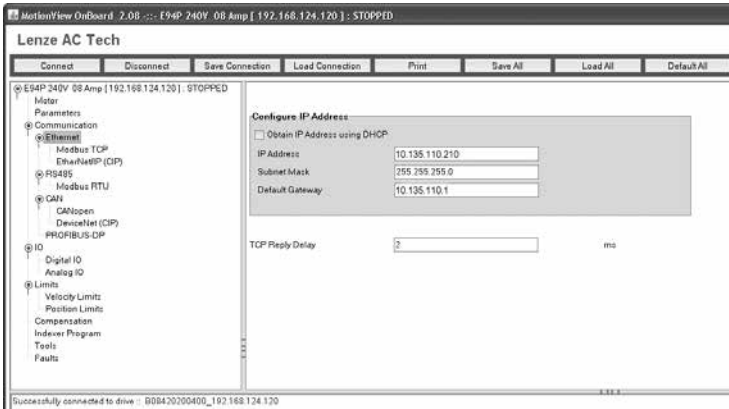 MotionView OnBoard 2.08 -::- E94P 240V 08 Amp [ 192.168.124.120 ] : STOPPED
Lenze AC Tech
Connect Disconnect Save Connection Load Connection Print Save All Load All Default All
E94P 240V 08 Amp [192.168.124.120] : STOPPED
Motor
Parameters
Communication
Ethernet
Modbus TCP
EtherNet/IP (CIP)
RS485
Modbus RTU
CAN
CANopen
DeviceNet (CIP)
PROFIBUS-DP
IO
Digital IO
Analog IO
Limits
Velocity Limits
Position Limits
Compensation
Indexer Program
Tools
Faults
Configure IP Address
Obtain IP Address using DHCP
IP Address 10.135.110.210
Subnet Mask 255.255.255.0
Default Gateway 10.135.110.1
TCP Reply Delay 2 ms
Successfully connected to drive :: B08420200400_192.168.124.120